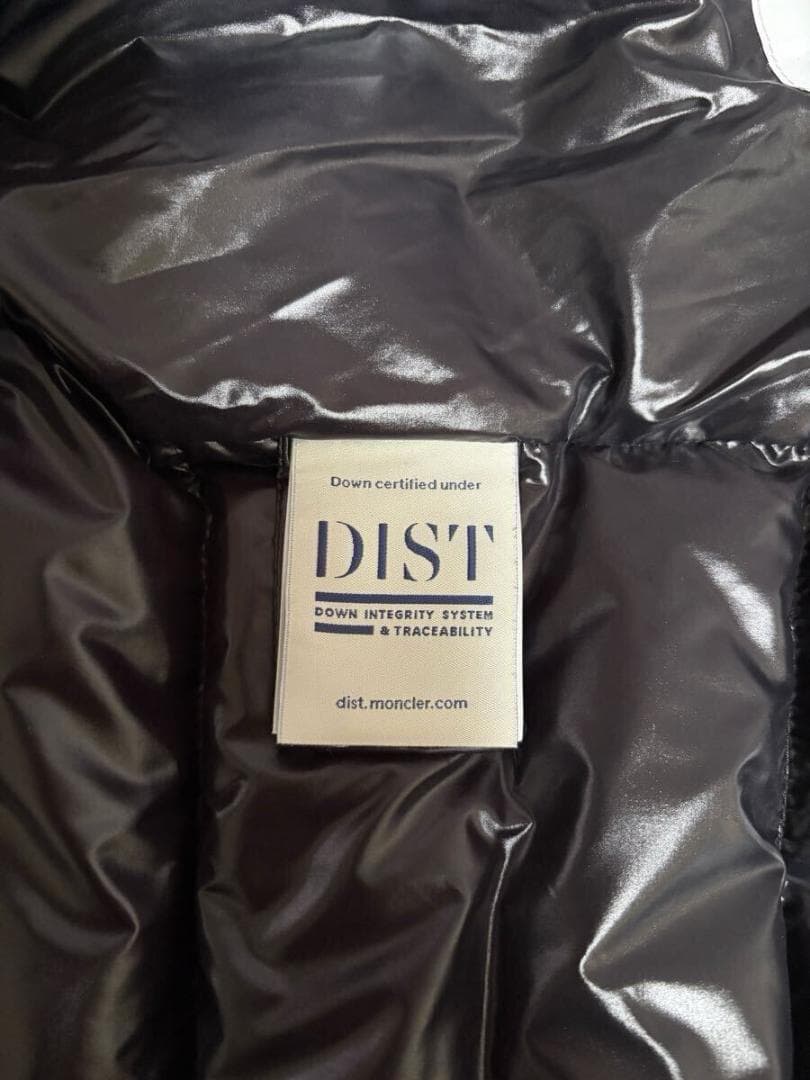 Down certified under
DIST
DOWN INTEGRITY SYSTEM
& TRACEABILITY
dist.moncler.com